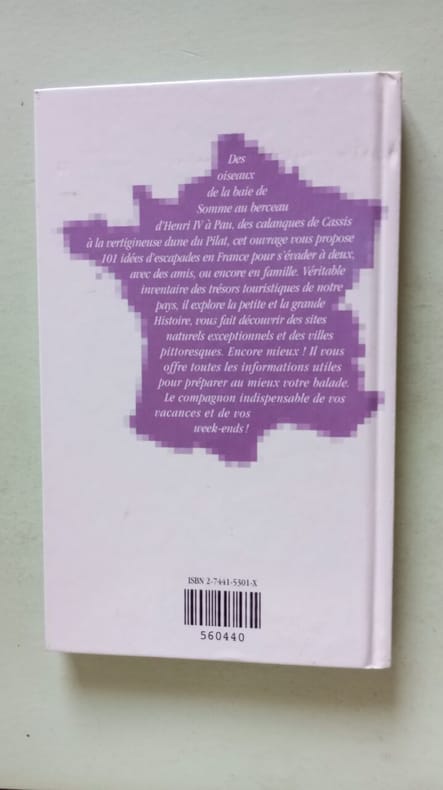 Des
oiseaux
de la baie de
Somme au berceau
d'Henri IV à Pau, des calanques de Cassis
à la vertigineuse dune du Pilat, cet ouvrage vous propose
101 idées d'escapades en France pour s'évader à deux,
avec des amis, ou encore en famille. Véritable
inventaire des trésors touristiques de notre
pays, il explore la petite et la grande
Histoire, vous fait découvrir des sites
naturels exceptionnels et des villes
pittoresques. Encore mieux ! Il vous
offre toutes les informations utiles
pour préparer au mieux votre balade.
Le compagnon indispensable de vos
vacances et de vos
week-ends !
ISBN 2-7441-5301-X
560440